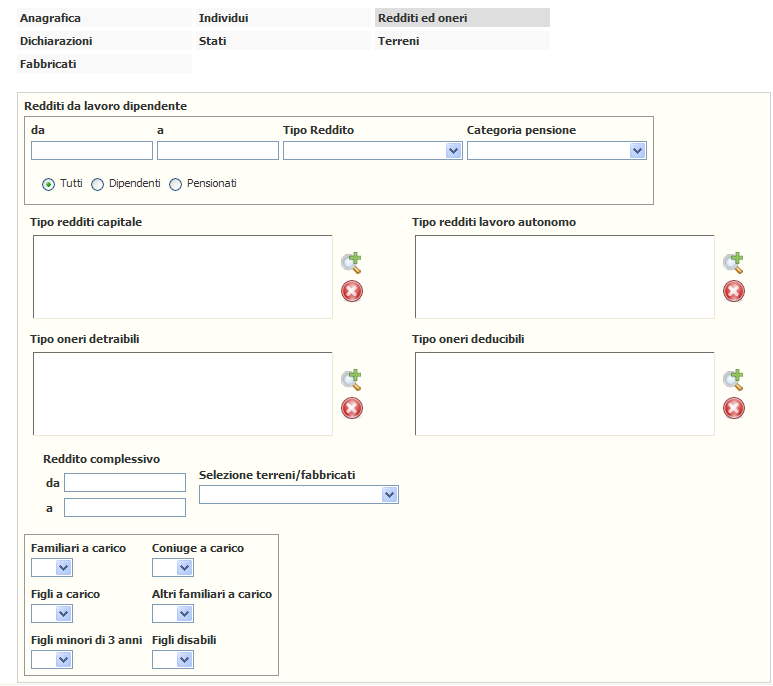 Anagrafica Individui Redditi ed oneri
Dichiarazioni Stati Terreni
Fabbricati
Redditi da lavoro dipendente
da a Tipo Reddito Categoria pensione
Tutti Dipendenti Pensionati
Tipo redditi capitale Tipo redditi lavoro autonomo
Tipo oneri detraibili Tipo oneri deducibili
Reddito complessivo
Selezione terreni/fabbricati
da
a
Familiari a carico Coniuge a carico
Figli a carico Altri familiari a carico
Figli minori di 3 anni Figli disabili